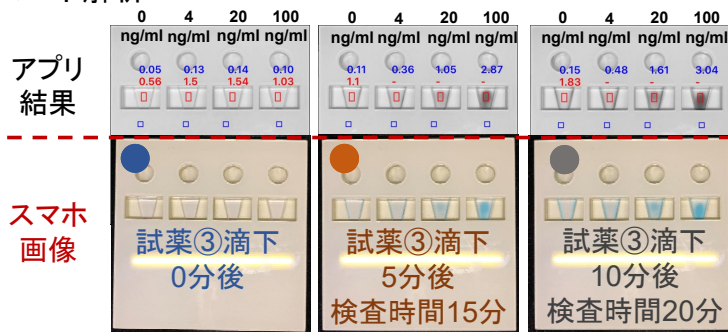 0 4 20 100
ng/ml ng/ml ng/ml ng/ml
0.05 0.13 0.14 0.10
0.56 1.5 1.54 1.03
0 4 20 100
ng/ml ng/ml ng/ml ng/ml
0.11 0.36 1.05 2.87
1.1 - - -
0 4 20 100
ng/ml ng/ml ng/ml ng/ml
0.15 0.48 1.61 3.04
1.83 - - -
アプリ
結果
スマホ
画像
試薬③滴下
0分後
試薬③滴下
5分後
検査時間15分
試薬③滴下
10分後
検査時間20分